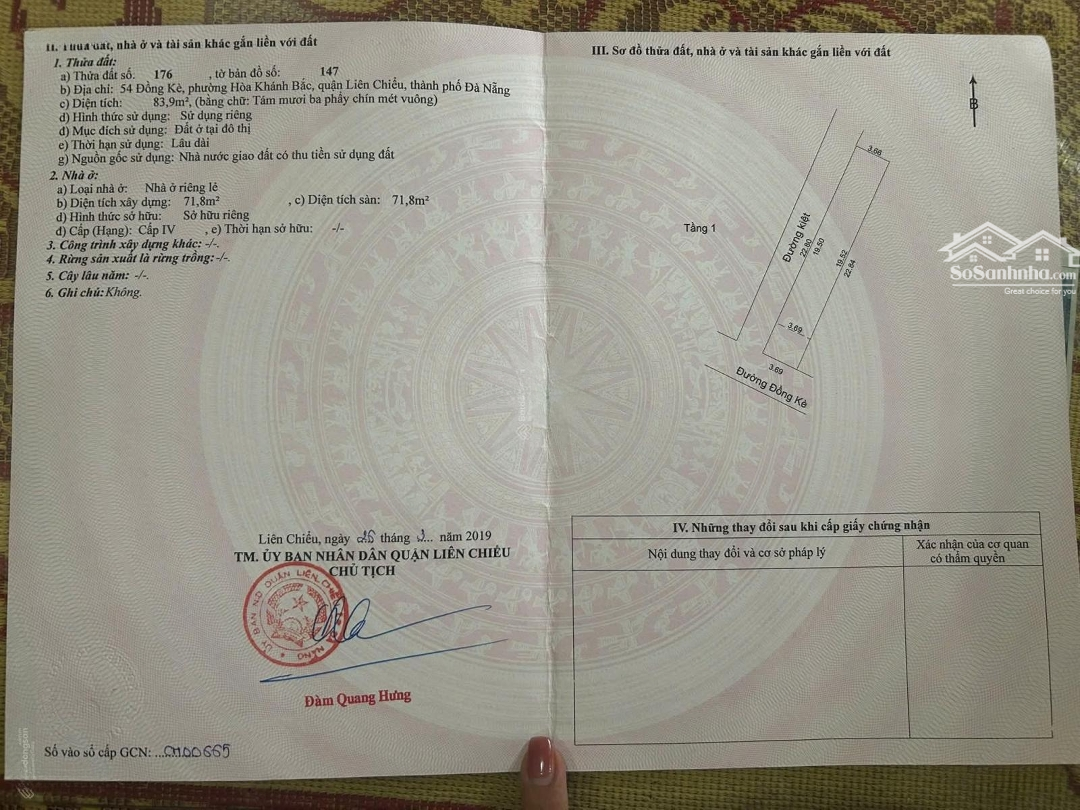 II. Thửa đất, nhà ở và tài sản khác gắn liền với đất
1. Thửa đất:
a) Thửa đất số: 176 , tờ bản đồ số: 147
b) Địa chỉ: 54 Đồng Kè, phường Hòa Khánh Bắc, quận Liên Chiểu, thành phố Đà Nẵng
c) Diện tích: 83,9m², (bằng chữ: Tám mươi ba phẩy chín mét vuông)
d) Hình thức sử dụng: Sử dụng riêng
đ) Mục đích sử dụng: Đất ở tại đô thị
e) Thời hạn sử dụng: Lâu dài
g) Nguồn gốc sử dụng: Nhà nước giao đất có thu tiền sử dụng đất
2. Nhà ở:
a) Loại nhà ở: Nhà ở riêng lẻ
b) Diện tích xây dựng: 71,8m² , c) Diện tích sàn: 71,8m²
d) Hình thức sở hữu: Sở hữu riêng
đ) Cấp (Hạng): Cấp IV , e) Thời hạn sở hữu: -/-
3. Công trình xây dựng khác: -/-.
4. Rừng sản xuất là rừng trồng: -/-.
5. Cây lâu năm: -/-.
6. Ghi chú: Không.
Liên Chiểu, ngày 25 tháng 2... năm 2019
TM. ỦY BAN NHÂN DÂN QUẬN LIÊN CHIỂU
CHỦ TỊCH
ỦY BAN N.D QUẬN LIÊN CHIỂU
Đàm Quang Hưng
Số vào sổ cấp GCN: ...CH00665
III. Sơ đồ thửa đất, nhà ở và tài sản khác gắn liền với đất
B
3.66
Tầng 1
Đường kiệt
22.80
19.50
19.52
22.84
3.69
3.69
Đường Đồng Kè
SoSanhnha.com
Great choice for you
IV. Những thay đổi sau khi cấp giấy chứng nhận
Nội dung thay đổi và cơ sở pháp lý
Xác nhận của cơ quan
có thẩm quyền